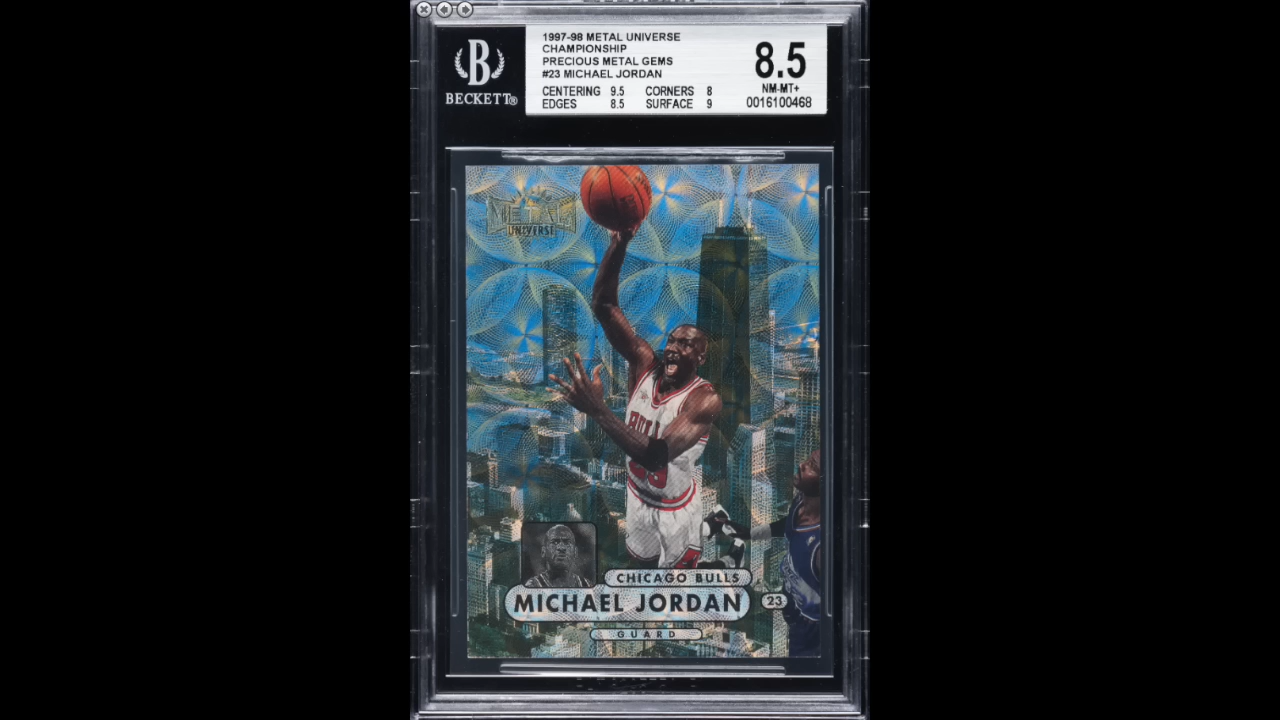 1997-98 METAL UNIVERSE
CHAMPIONSHIP
PRECIOUS METAL GEMS
#23 MICHAEL JORDAN
CENTERING 9.5 CORNERS 8
EDGES 8.5 SURFACE 9
8.5
NM-MT+
0016100468
B
BECKETT®
METAL
UNIVERSE
BULL
CHICAGO BULLS
MICHAEL JORDAN 23
GUARD